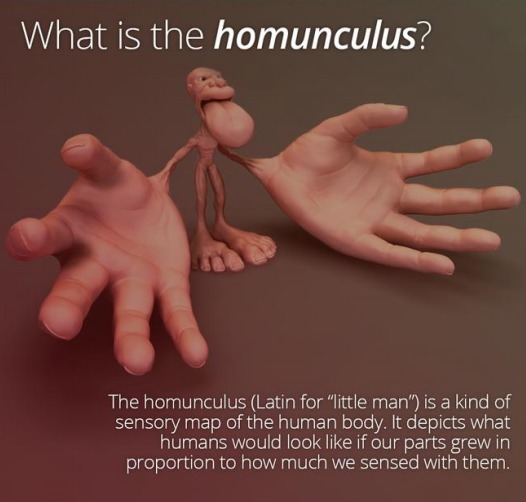 What is the homunculus?
The homunculus (Latin for “little man”) is a kind of
sensory map of the human body. It depicts what
humans would look like if our parts grew in
proportion to how much we sensed with them.